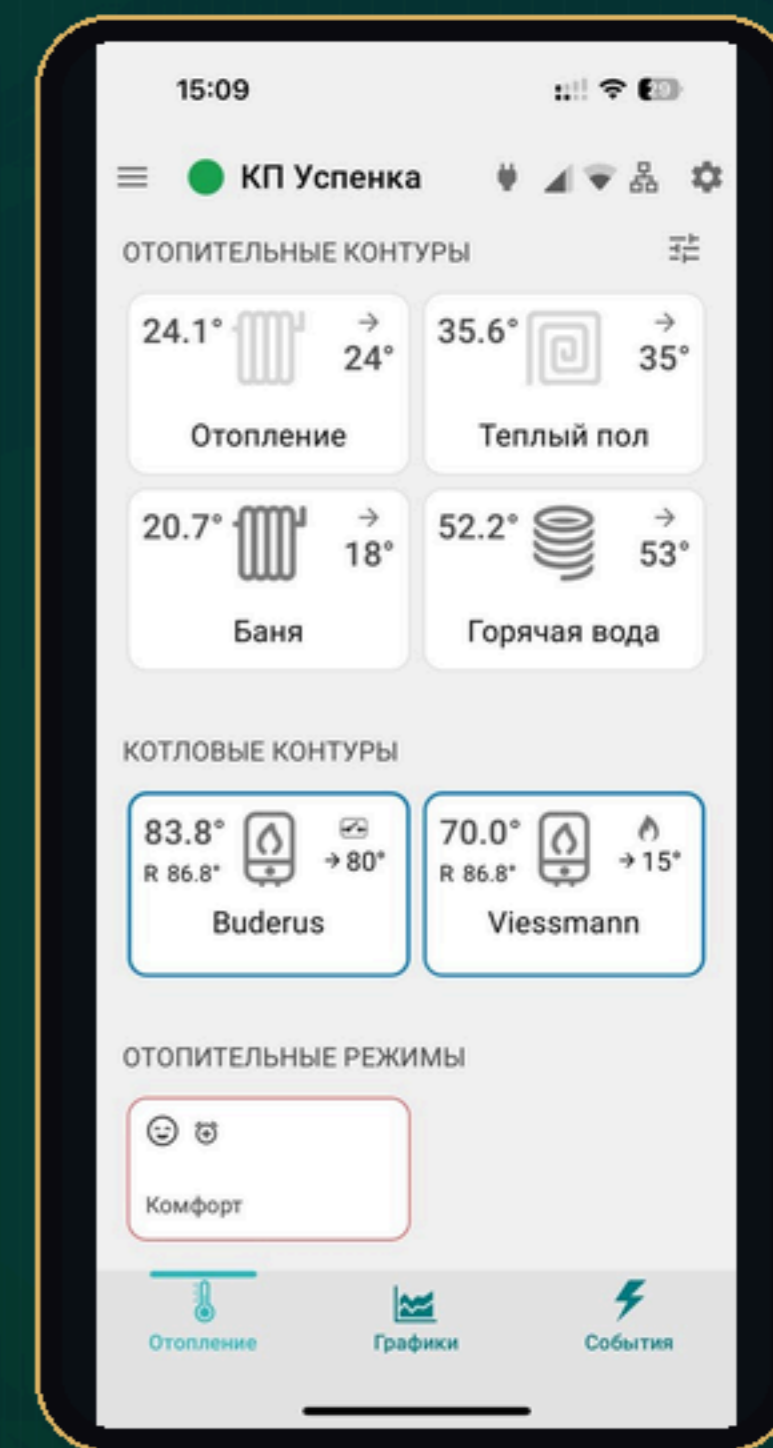 15:09
29
КП Успенка
ОТОПИТЕЛЬНЫЕ КОНТУРЫ
24.1° → 24°
Отопление
35.6° → 35°
Теплый пол
20.7° → 18°
Баня
52.2° → 53°
Горячая вода
КОТЛОВЫЕ КОНТУРЫ
83.8°
R 86.8° → 80°
Buderus
70.0°
R 86.8° → 15°
Viessmann
ОТОПИТЕЛЬНЫЕ РЕЖИМЫ
Комфорт
Отопление
Графики
События